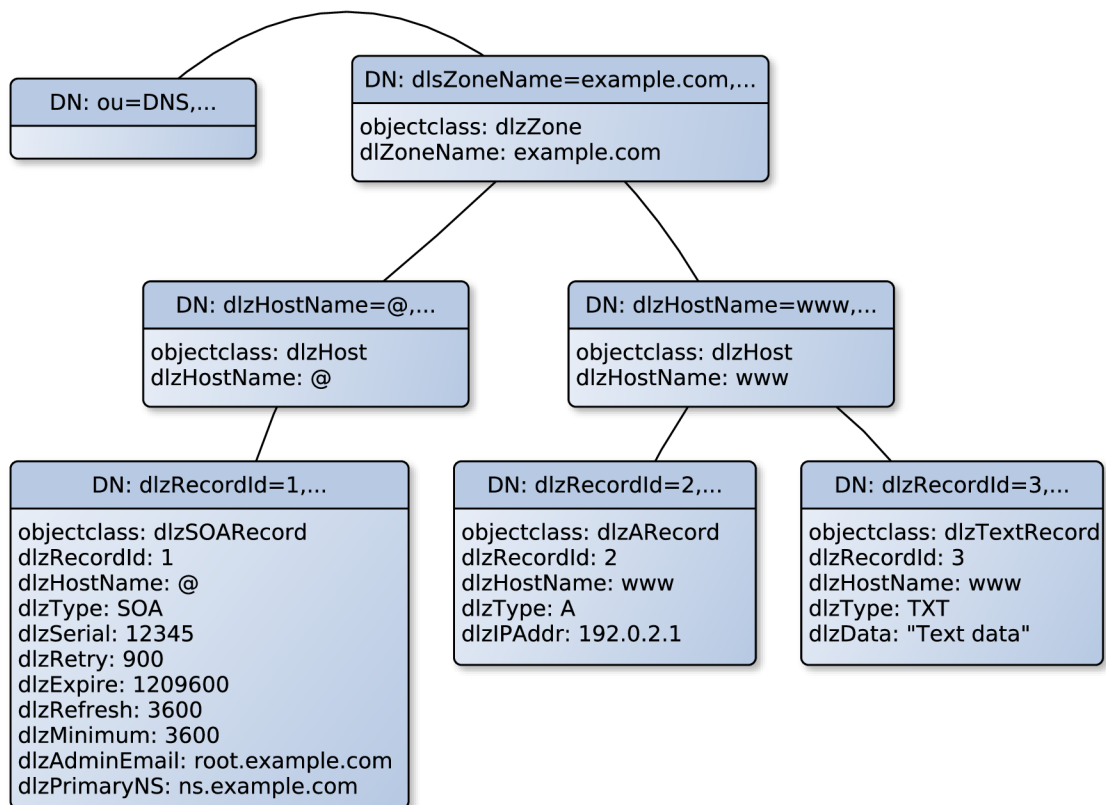 DN: ou=DNS,...
DN: dlsZoneName=example.com,...
objectclass: dlzZone
dlZoneName: example.com
DN: dlzHostName=@,...
objectclass: dlzHost
dlzHostName: @
DN: dlzHostName=www,...
objectclass: dlzHost
dlzHostName: www
DN: dlzRecordId=1,...
objectclass: dlzSOARecord
dlzRecordId: 1
dlzHostName: @
dlzType: SOA
dlzSerial: 12345
dlzRetry: 900
dlzExpire: 1209600
dlzRefresh: 3600
dlzMinimum: 3600
dlzAdminEmail: root.example.com
dlzPrimaryNS: ns.example.com
DN: dlzRecordId=2,...
objectclass: dlzARecord
dlzRecordId: 2
dlzHostName: www
dlzType: A
dlzIPAddr: 192.0.2.1
DN: dlzRecordId=3,...
objectclass: dlzTextRecord
dlzRecordId: 3
dlzHostName: www
dlzType: TXT
dlzData: "Text data"